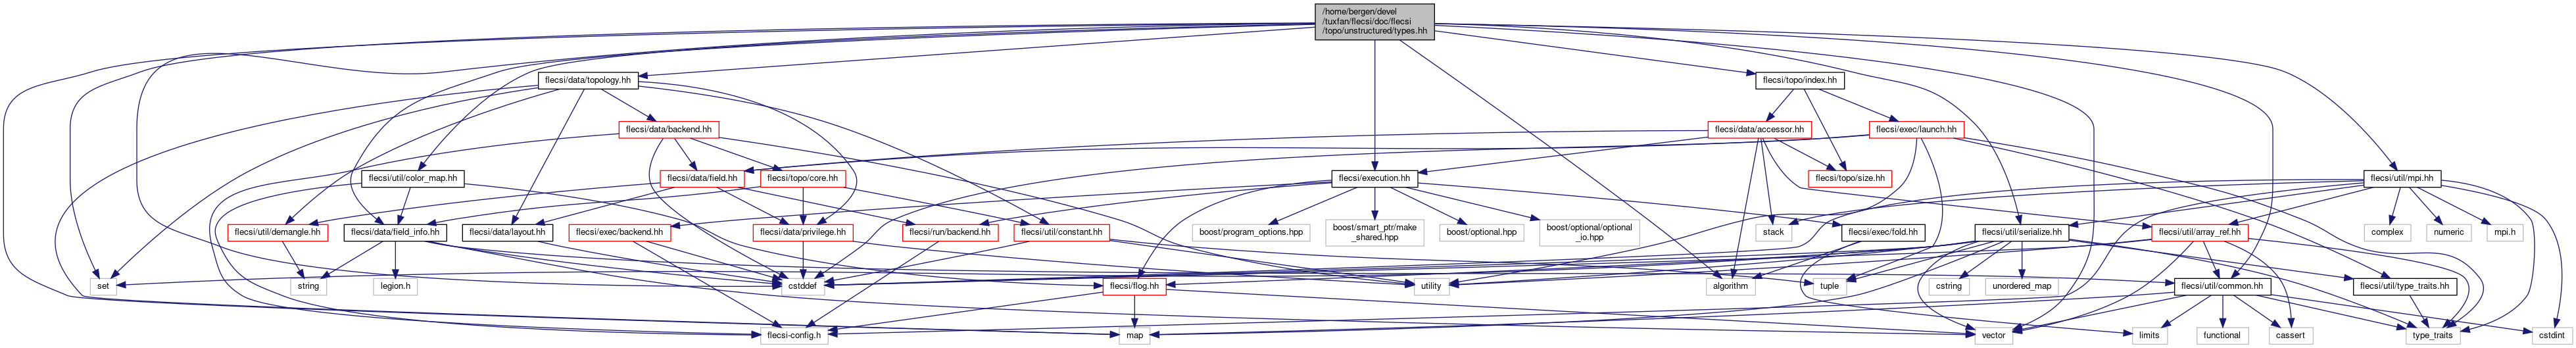 /home/bergen/devel
/tuxfan/flecsi/doc/flecsi
/topo/unstructured/types.hh
flecsi/data/topology.hh
flecsi/topo/index.hh
flecsi/data/backend.hh
flecsi/data/accessor.hh
flecsi/exec/launch.hh
flecsi/util/color_map.hh
flecsi/data/field.hh
flecsi/topo/core.hh
flecsi/execution.hh
flecsi/topo/size.hh
flecsi/util/mpi.hh
flecsi/util/demangle.hh
flecsi/data/field_info.hh
flecsi/data/layout.hh
flecsi/exec/backend.hh
flecsi/data/privilege.hh
flecsi/run/backend.hh
flecsi/util/constant.hh
boost/program_options.hpp
boost/smart_ptr/make
_shared.hpp
boost/optional.hpp
boost/optional/optional
_io.hpp
stack
flecsi/exec/fold.hh
flecsi/util/serialize.hh
flecsi/util/array_ref.hh
complex
numeric
mpi.h
set
string
legion.h
cstddef
flecsi/flog.hh
utility
algorithm
tuple
cstring
unordered_map
flecsi/util/common.hh
flecsi/util/type_traits.hh
flecsi-config.h
map
vector
limits
functional
cassert
type_traits
cstdint